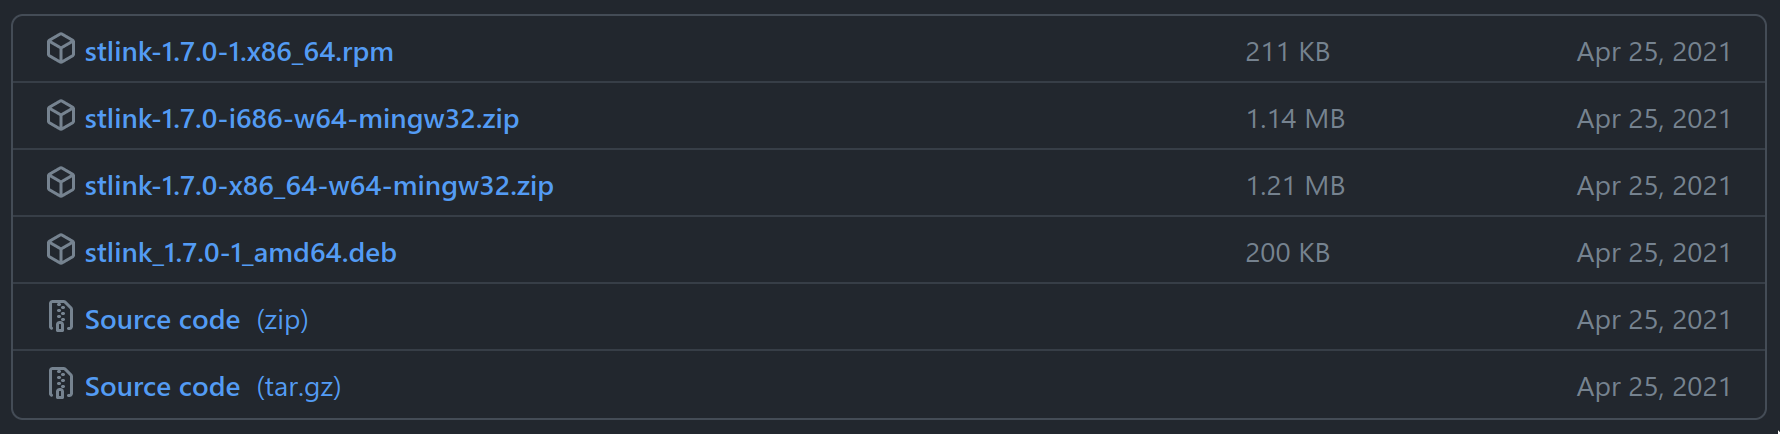 stlink-1.7.0-1.x86_64.rpm 211 KB Apr 25, 2021
stlink-1.7.0-i686-w64-mingw32.zip 1.14 MB Apr 25, 2021
stlink-1.7.0-x86_64-w64-mingw32.zip 1.21 MB Apr 25, 2021
stlink_1.7.0-1_amd64.deb 200 KB Apr 25, 2021
Source code (zip) Apr 25, 2021
Source code (tar.gz) Apr 25, 2021